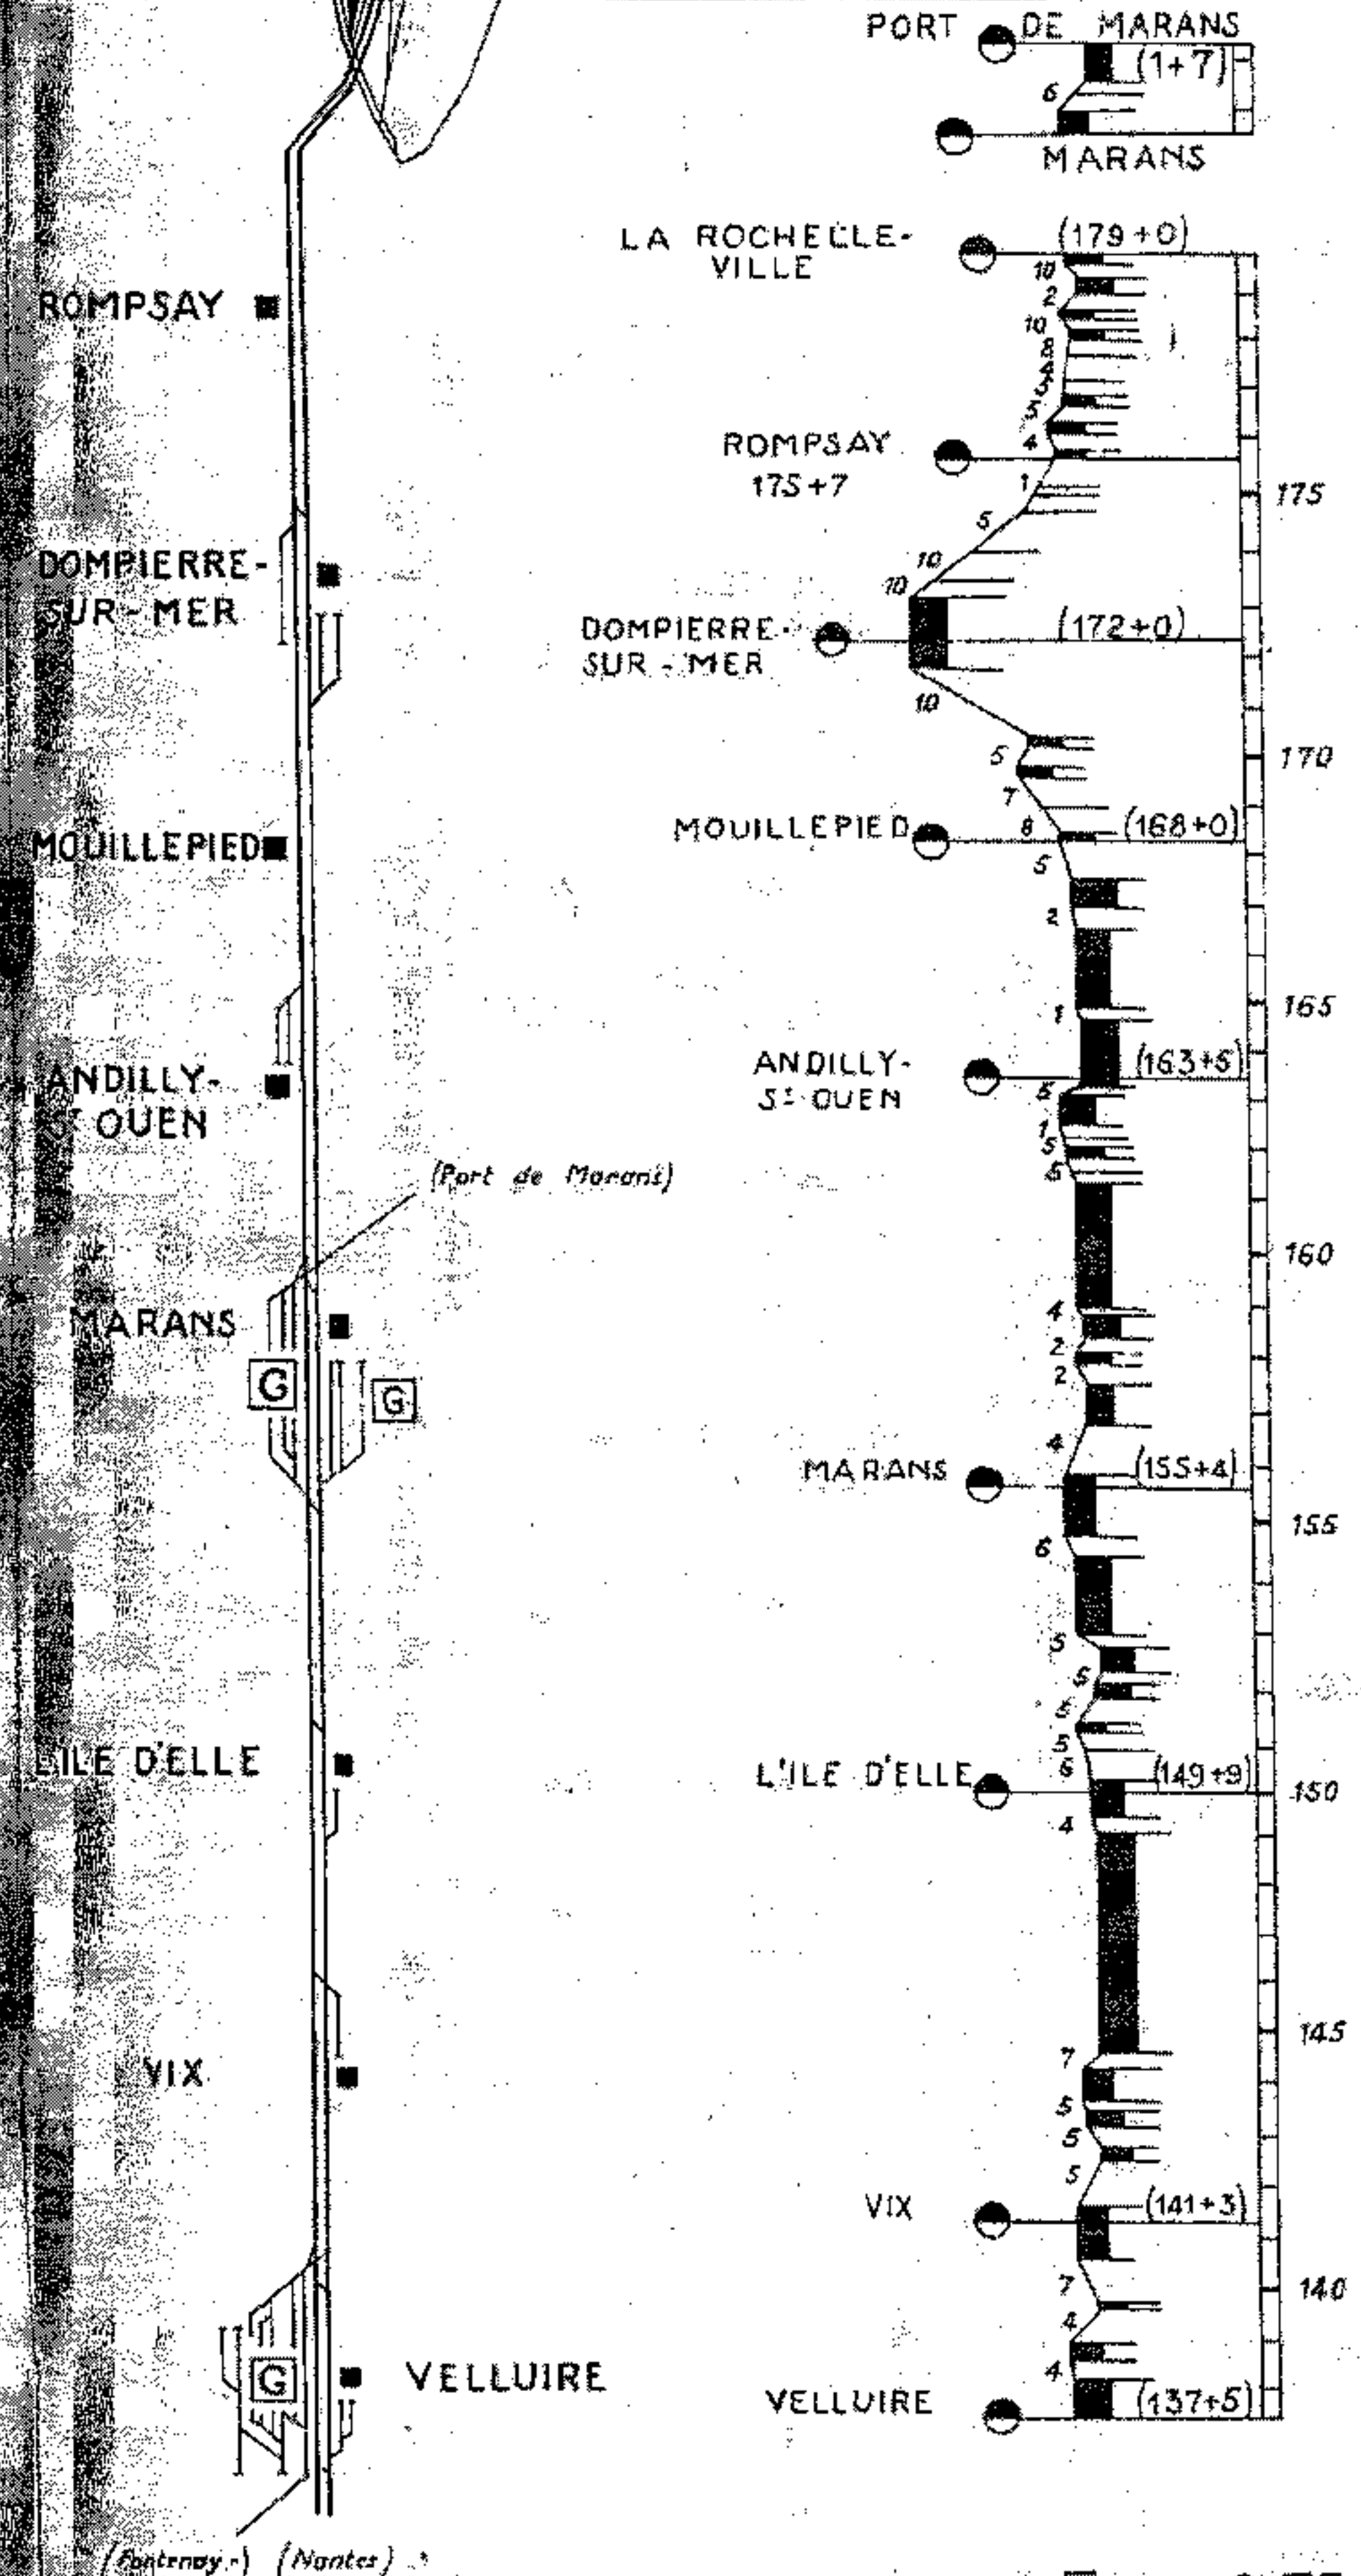 PORT DE MARANS
(1+7)
6
MARANS
LA ROCHELLE-
VILLE
(179+0)
10
2
10
8
4
3
5
4
ROMPSAY
175+7
1
175
5
10
10
DOMPIERRE-
SUR-MER
(172+0)
10
170
5
7
MOUILLEPIED
8
(168+0)
5
2
165
1
ANDILLY-
St OUEN
(163+6)
5
1
5
5
160
4
2
2
4
MARANS
(155+4)
155
6
5
5
5
5
6
L'ILE D'ELLE
(149+9)
150
4
145
7
5
5
5
VIX
(141+3)
140
7
4
4
VELLUIRE
(137+5)
ROMPSAY
DOMPIERRE-
SUR-MER
MOUILLEPIED
ANDILLY-
St OUEN
(Port de Marans)
MARANS
G
G
L'ILE D'ELLE
VIX
G
VELLUIRE
(Fontenay-) (Nantes)